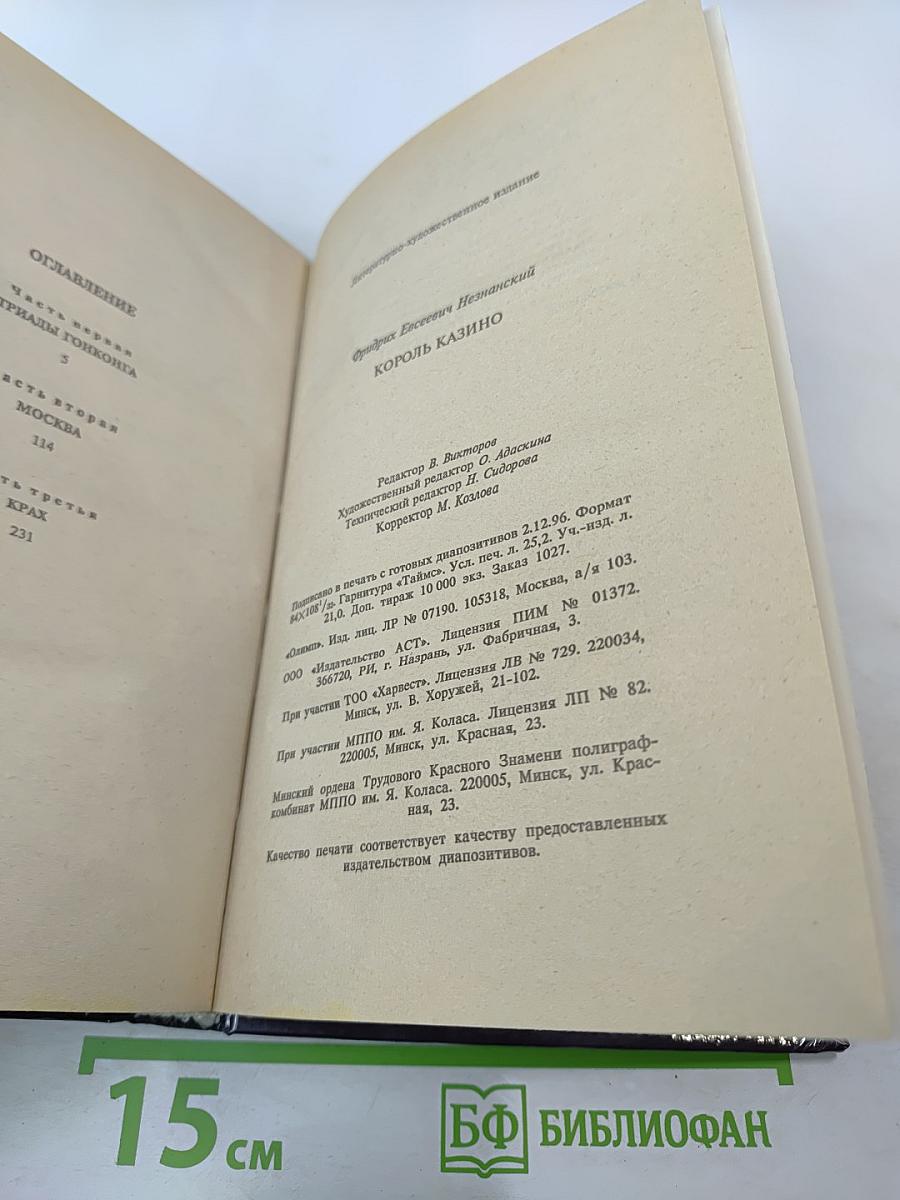 ОГЛАВЛЕНИЕ
Часть первая
ТРИАДЫ ГОНКОНГА
5
асть вторая
МОСКВА
114
ть третья
КРАХ
231
Литературно-художественное издание
Фридрих Евсеевич Незнанский
КОРОЛЬ КАЗИНО
Редактор В. Викторов
Художественный редактор О. Адаскина
Технический редактор Н. Сидорова
Корректор М. Козлова
Подписано в печать с готовых диапозитивов 2.12.96. Формат
84×108¹/₃₂. Гарнитура «Таймс». Усл. печ. л. 25,2. Уч.-изд. л.
21,0. Доп. тираж 10 000 экз. Заказ 1027.
«Олимп». Изд. лиц. ЛР № 07190. 105318, Москва, а/я 103.
ООО «Издательство АСТ». Лицензия ПИМ № 01372.
366720, РИ, г. Назрань, ул. Фабричная, 3.
При участии ТОО «Харвест». Лицензия ЛВ № 729. 220034,
Минск, ул. В. Хоружей, 21-102.
При участии МППО им. Я. Коласа. Лицензия ЛП № 82.
220005, Минск, ул. Красная, 23.
Минский ордена Трудового Красного Знамени полиграф-
комбинат МППО им. Я. Коласа. 220005, Минск, ул. Крас-
ная, 23.
Качество печати соответствует качеству предоставленных
издательством диапозитивов.
15 см
БФ БИБЛИОФАН